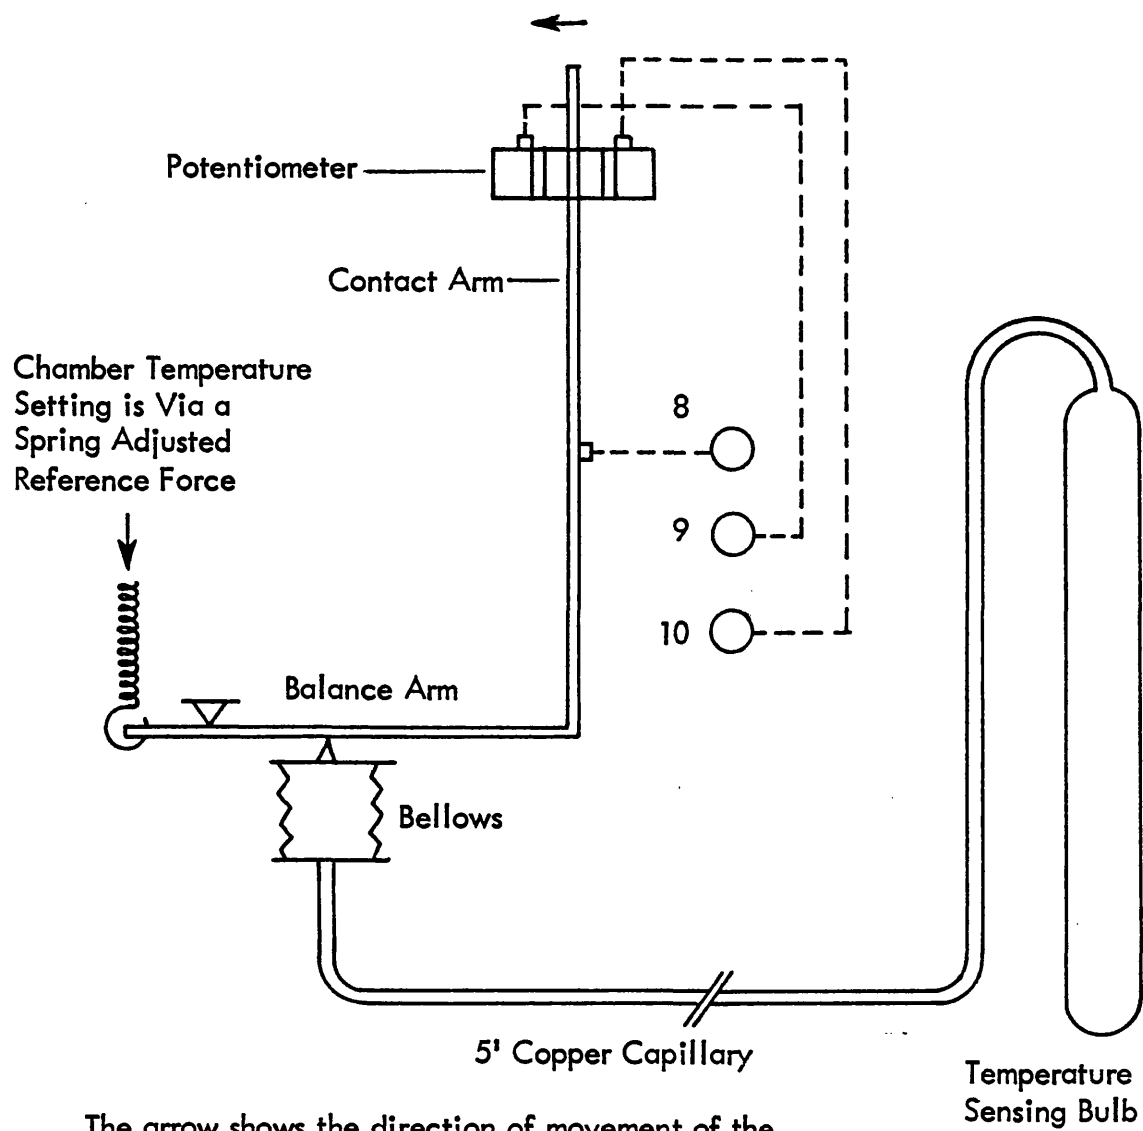 Potentiometer
Contact Arm
Chamber Temperature
Setting is Via a
Spring Adjusted
Reference Force
8
9
10
Balance Arm
Bellows
5' Copper Capillary
Temperature
Sensing Bulb
The arrow shows the direction of movement of the